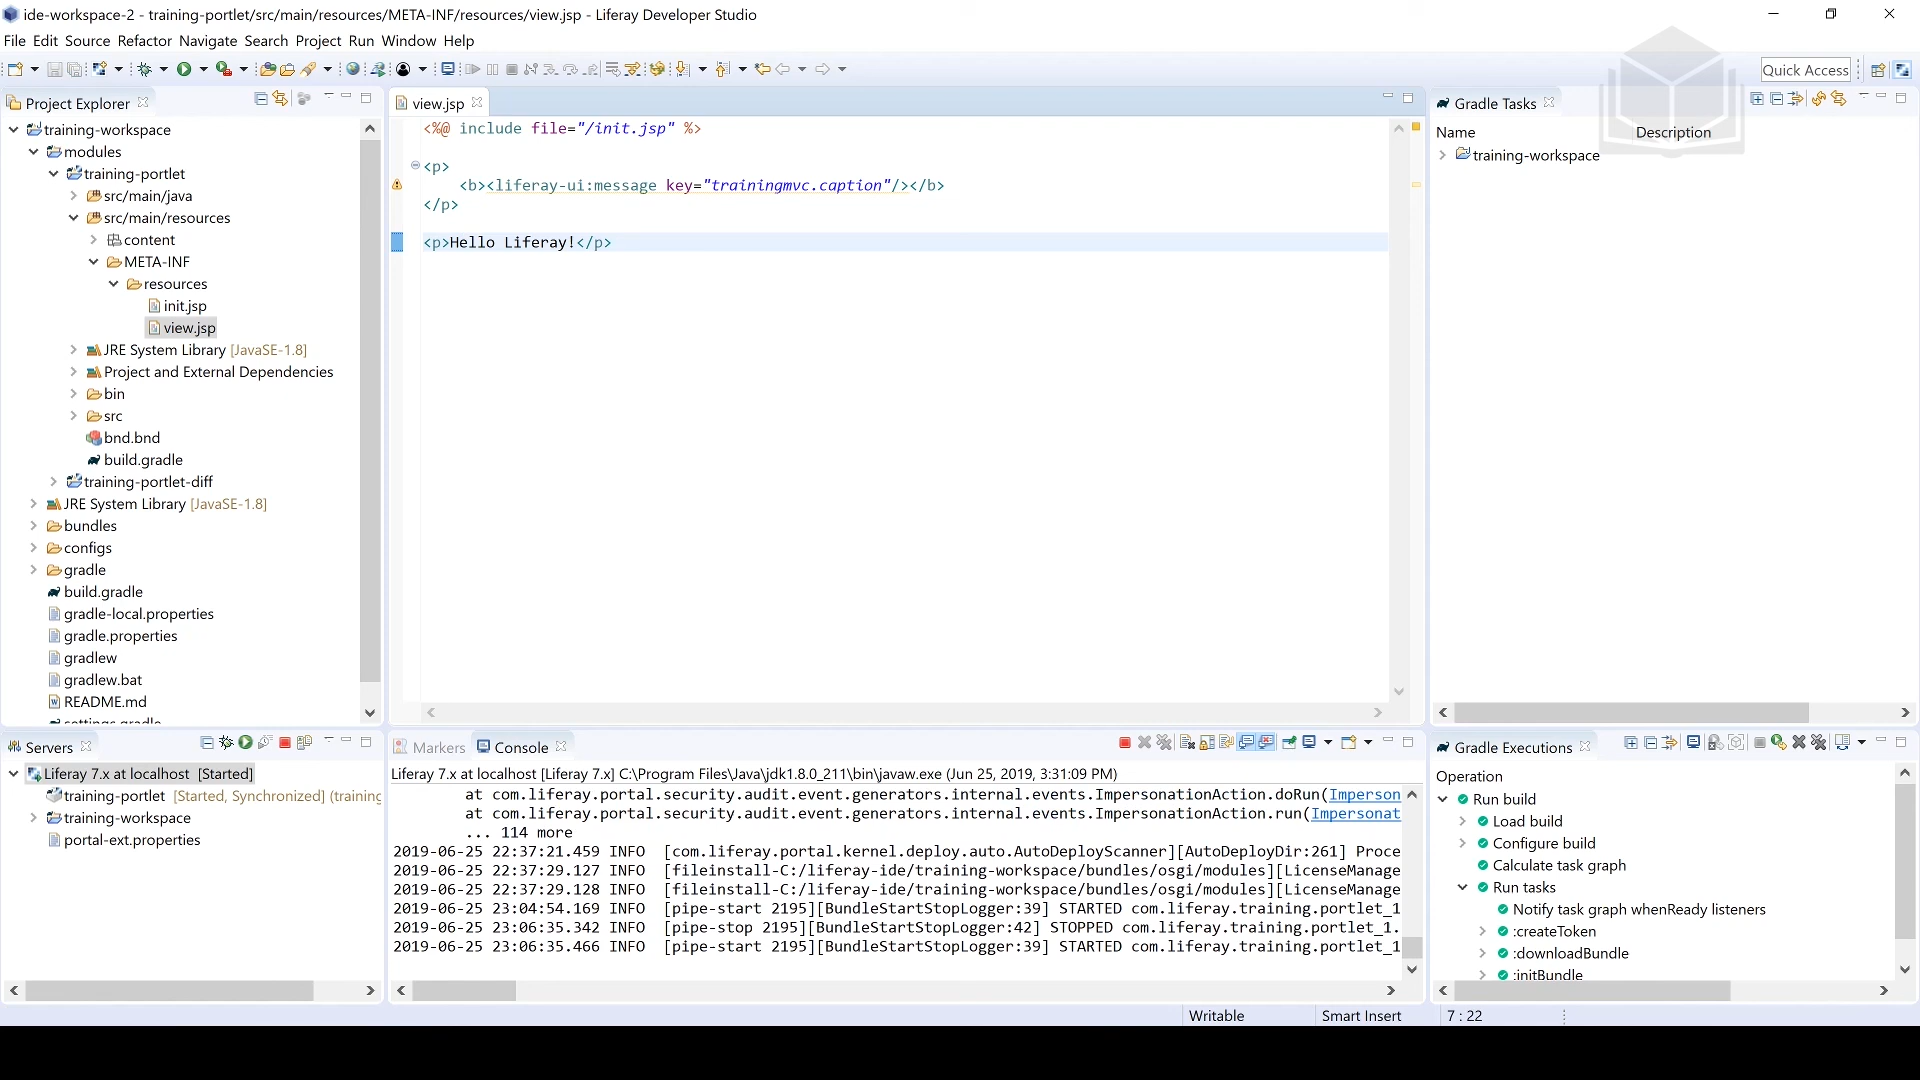 ide-workspace-2 - training-portlet/src/main/resources/META-INF/resources/view.jsp - Liferay Developer Studio
File Edit Source Refactor Navigate Search Project Run Window Help
Quick Access
Project Explorer
training-workspace
modules
training-portlet
src/main/java
src/main/resources
content
META-INF
resources
init.jsp
view.jsp
JRE System Library [JavaSE-1.8]
Project and External Dependencies
bin
src
bnd.bnd
build.gradle
training-portlet-diff
JRE System Library [JavaSE-1.8]
bundles
configs
gradle
build.gradle
gradle-local.properties
gradle.properties
gradlew
gradlew.bat
README.md
settings.gradle
view.jsp
<%@ include file="/init.jsp" %>
<p>
<b><liferay-ui:message key="trainingmvc.caption"/></b>
</p>
<p>Hello Liferay!</p>
Gradle Tasks
Name Description
training-workspace
Servers
Liferay 7.x at localhost [Started]
training-portlet [Started, Synchronized] (training
training-workspace
portal-ext.properties
Markers Console
Liferay 7.x at localhost [Liferay 7.x] C:\Program Files\Java\jdk1.8.0_211\bin\javaw.exe (Jun 25, 2019, 3:31:09 PM)
at com.liferay.portal.security.audit.event.generators.internal.events.ImpersonationAction.doRun(Imperson
at com.liferay.portal.security.audit.event.generators.internal.events.ImpersonationAction.run(Impersonat
... 114 more
2019-06-25 22:37:21.459 INFO [com.liferay.portal.kernel.deploy.auto.AutoDeployScanner][AutoDeployDir:261] Proce
2019-06-25 22:37:29.127 INFO [fileinstall-C:/liferay-ide/training-workspace/bundles/osgi/modules][LicenseManage
2019-06-25 22:37:29.128 INFO [fileinstall-C:/liferay-ide/training-workspace/bundles/osgi/modules][LicenseManage
2019-06-25 23:04:54.169 INFO [pipe-start 2195][BundleStartStopLogger:39] STARTED com.liferay.training.portlet_1
2019-06-25 23:06:35.342 INFO [pipe-stop 2195][BundleStartStopLogger:42] STOPPED com.liferay.training.portlet_1.
2019-06-25 23:06:35.466 INFO [pipe-start 2195][BundleStartStopLogger:39] STARTED com.liferay.training.portlet_1
Gradle Executions
Operation
Run build
Load build
Configure build
Calculate task graph
Run tasks
Notify task graph whenReady listeners
:createToken
:downloadBundle
:initBundle
Writable Smart Insert 7 : 22